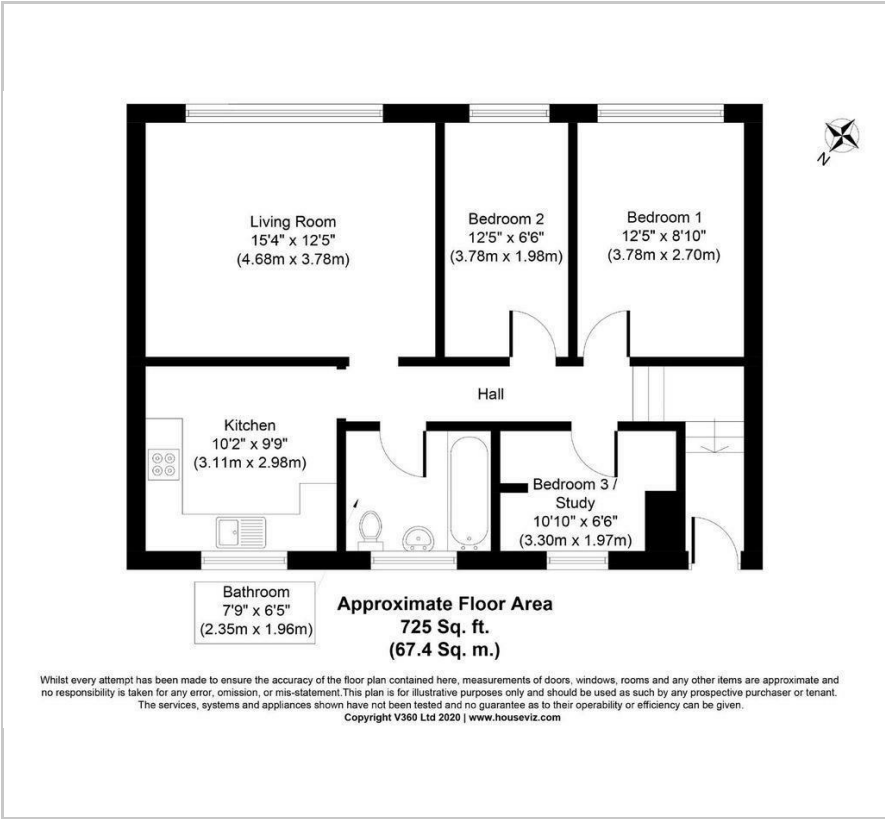 Living Room
15'4" x 12'5"
(4.68m x 3.78m)
Bedroom 2
12'5" x 6'6"
(3.78m x 1.98m)
Bedroom 1
12'5" x 8'10"
(3.78m x 2.70m)
N
Hall
Kitchen
10'2" x 9'9"
(3.11m x 2.98m)
Bedroom 3 /
Study
10'10" x 6'6"
(3.30m x 1.97m)
Bathroom
7'9" x 6'5"
(2.35m x 1.96m)
Approximate Floor Area
725 Sq. ft.
(67.4 Sq. m.)
Whilst every attempt has been made to ensure the accuracy of the floor plan contained here, measurements of doors, windows, rooms and any other items are approximate and
no responsibility is taken for any error, omission, or mis-statement.This plan is for illustrative purposes only and should be used as such by any prospective purchaser or tenant.
The services, systems and appliances shown have not been tested and no guarantee as to their operability or efficiency can be given.
Copyright V360 Ltd 2020 | www.houseviz.com